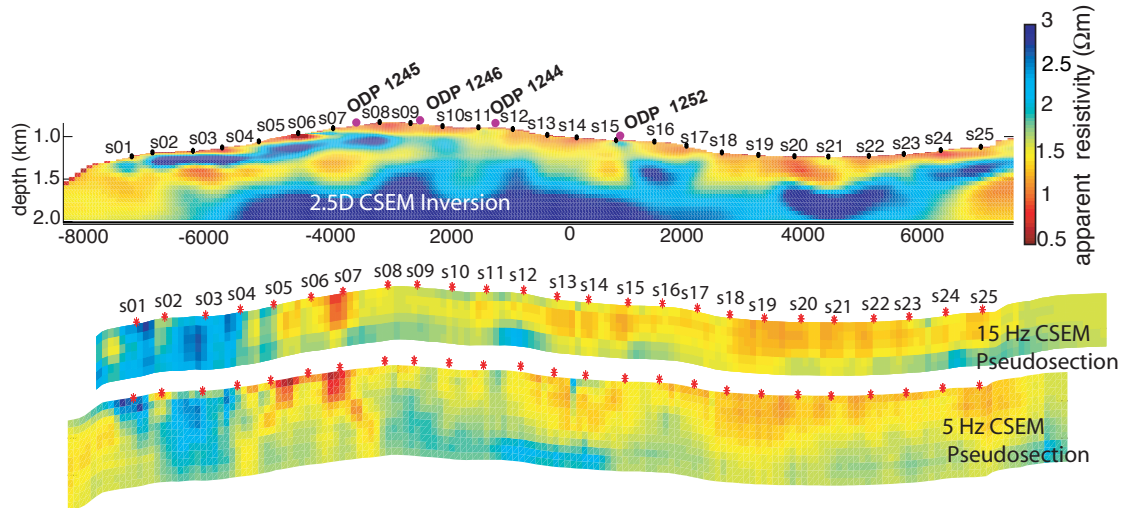 ODP 1245
ODP 1246
ODP 1244
ODP 1252
s01 s02 s03 s04 s05 s06 s07 s08 s09 s10 s11 s12 s13 s14 s15 s16 s17 s18 s19 s20 s21 s22 s23 s24 s25
depth (km)
1.0
1.5
2.0
2.5D CSEM Inversion
-8000 -6000 -4000 2000 0 2000 4000 6000
3
2.5
2
1.5
1
0.5
apparent resistivity (Ωm)
s01 s02 s03 s04 s05 s06 s07 s08 s09 s10 s11 s12 s13 s14 s15 s16 s17 s18 s19 s20 s21 s22 s23 s24 s25
15 Hz CSEM
Pseudosection
5 Hz CSEM
Pseudosection